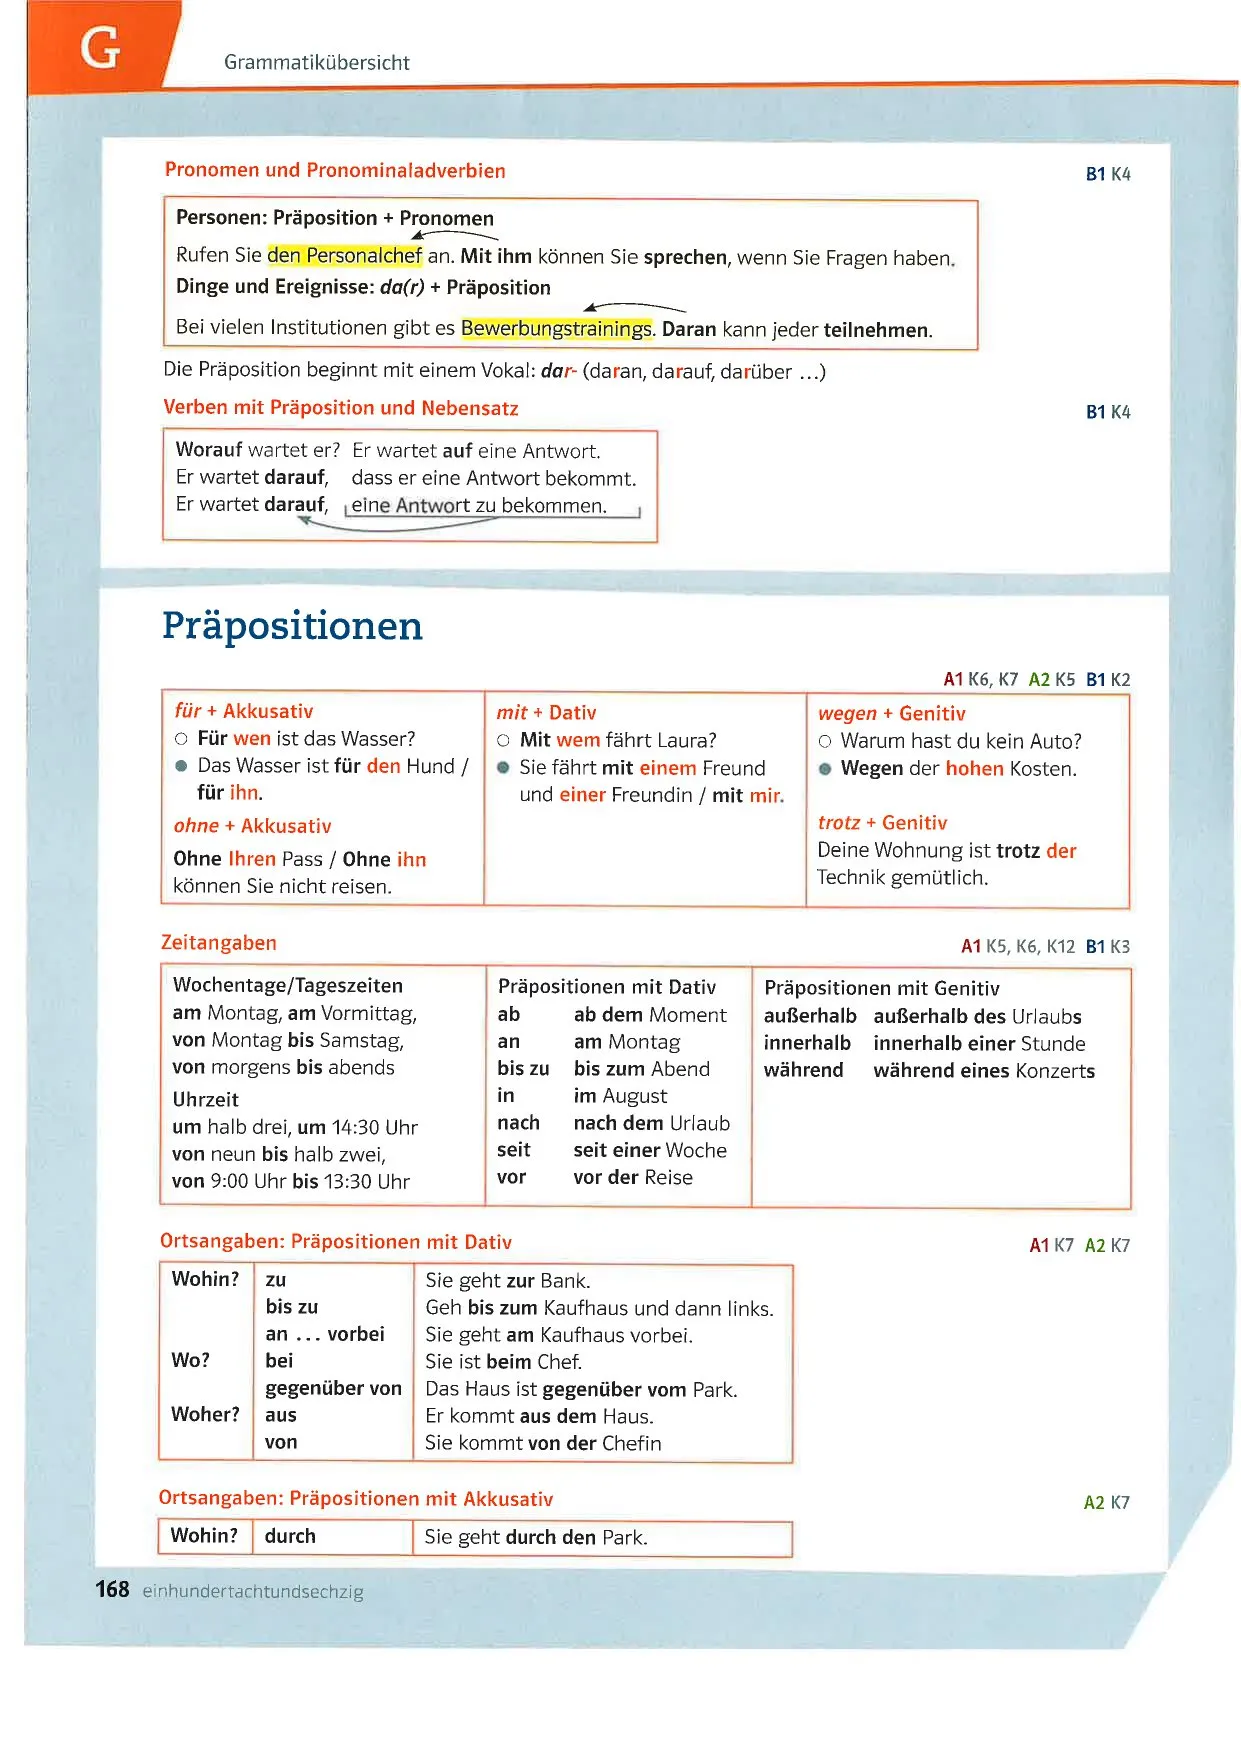 G
Grammatikübersicht
Pronomen und Pronominaladverbien B1 K4
Personen: Präposition + Pronomen
Rufen Sie den Personalchef an. Mit ihm können Sie sprechen, wenn Sie Fragen haben.
Dinge und Ereignisse: da(r) + Präposition
Bei vielen Institutionen gibt es Bewerbungstrainings. Daran kann jeder teilnehmen.
Die Präposition beginnt mit einem Vokal: dar- (daran, darauf, darüber ...)
Verben mit Präposition und Nebensatz B1 K4
Worauf wartet er? Er wartet auf eine Antwort.
Er wartet darauf, dass er eine Antwort bekommt.
Er wartet darauf, eine Antwort zu bekommen.
Präpositionen
A1 K6, K7 A2 K5 B1 K2
für + Akkusativ
○ Für wen ist das Wasser?
● Das Wasser ist für den Hund /
für ihn.
ohne + Akkusativ
Ohne Ihren Pass / Ohne ihn
können Sie nicht reisen.
mit + Dativ
○ Mit wem fährt Laura?
● Sie fährt mit einem Freund
und einer Freundin / mit mir.
wegen + Genitiv
○ Warum hast du kein Auto?
● Wegen der hohen Kosten.
trotz + Genitiv
Deine Wohnung ist trotz der
Technik gemütlich.
Zeitangaben A1 K5, K6, K12 B1 K3
Wochentage/Tageszeiten
am Montag, am Vormittag,
von Montag bis Samstag,
von morgens bis abends
Uhrzeit
um halb drei, um 14:30 Uhr
von neun bis halb zwei,
von 9:00 Uhr bis 13:30 Uhr
Präpositionen mit Dativ
ab ab dem Moment
an am Montag
bis zu bis zum Abend
in im August
nach nach dem Urlaub
seit seit einer Woche
vor vor der Reise
Präpositionen mit Genitiv
außerhalb außerhalb des Urlaubs
innerhalb innerhalb einer Stunde
während während eines Konzerts
Ortsangaben: Präpositionen mit Dativ A1 K7 A2 K7
Wohin? zu Sie geht zur Bank.
bis zu Geh bis zum Kaufhaus und dann links.
an ... vorbei Sie geht am Kaufhaus vorbei.
Wo? bei Sie ist beim Chef.
gegenüber von Das Haus ist gegenüber vom Park.
Woher? aus Er kommt aus dem Haus.
von Sie kommt von der Chefin
Ortsangaben: Präpositionen mit Akkusativ A2 K7
Wohin? durch Sie geht durch den Park.
168 einhundertachtundsechzig